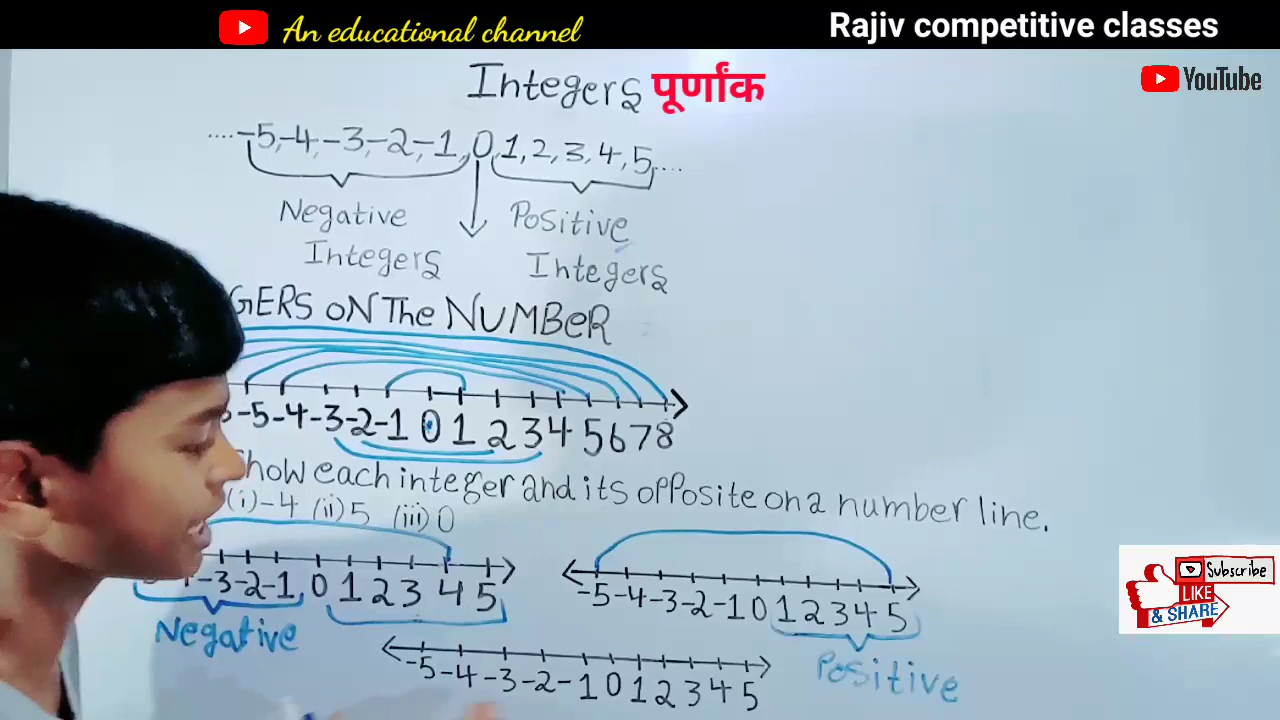 An educational channel
Rajiv competitive classes
Integers पूर्णांक
YouTube
....-5,-4,-3,-2,-1,0,1,2,3,4,5,....
Negative Integers
Positive Integers
GERS ON The NUMBeR
-5 -4 -3 -2 -1 0 1 2 3 4 5 6 7 8
Show each integer and its opposite on a number line.
(i) -4 (ii) 5 (iii) 0
-3 -2 -1 0 1 2 3 4 5
-5 -4 -3 -2 -1 0 1 2 3 4 5
Negative
Positive
-5 -4 -3 -2 -1 0 1 2 3 4 5
Subscribe
LIKE
& SHARE